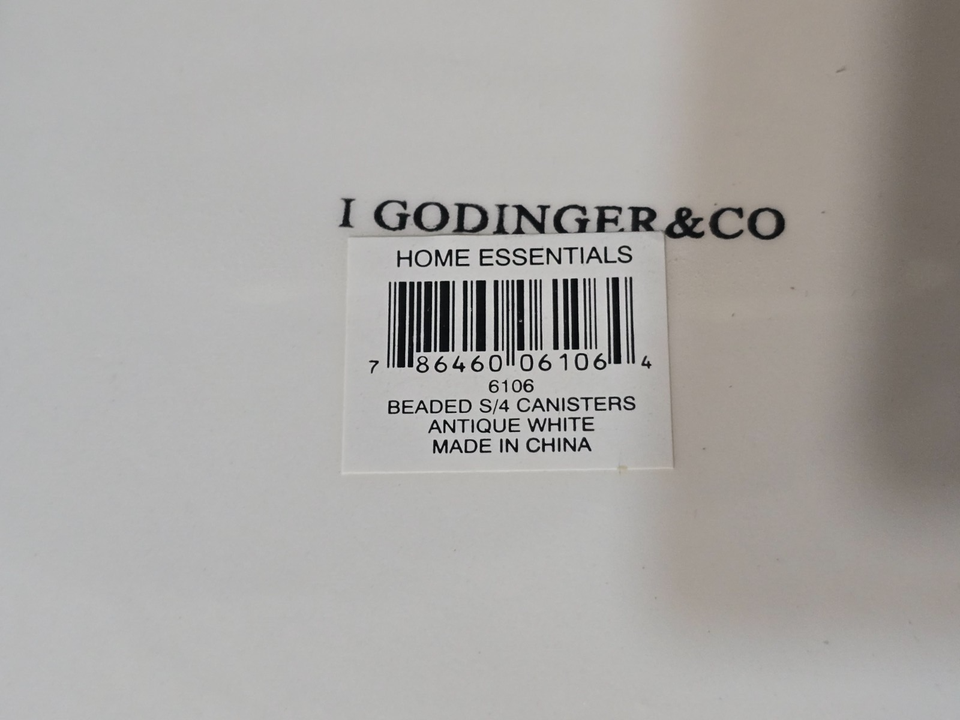 I GODINGER&CO
HOME ESSENTIALS
7 86460 06106 4
6106
BEADED S/4 CANISTERS
ANTIQUE WHITE
MADE IN CHINA